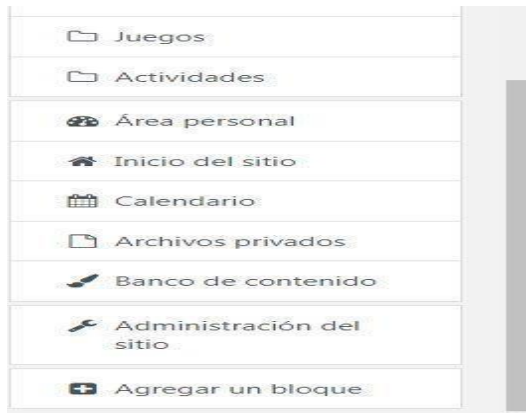 Juegos
Actividades
Área personal
Inicio del sitio
Calendario
Archivos privados
Banco de contenido
Administración del
sitio
Agregar un bloque